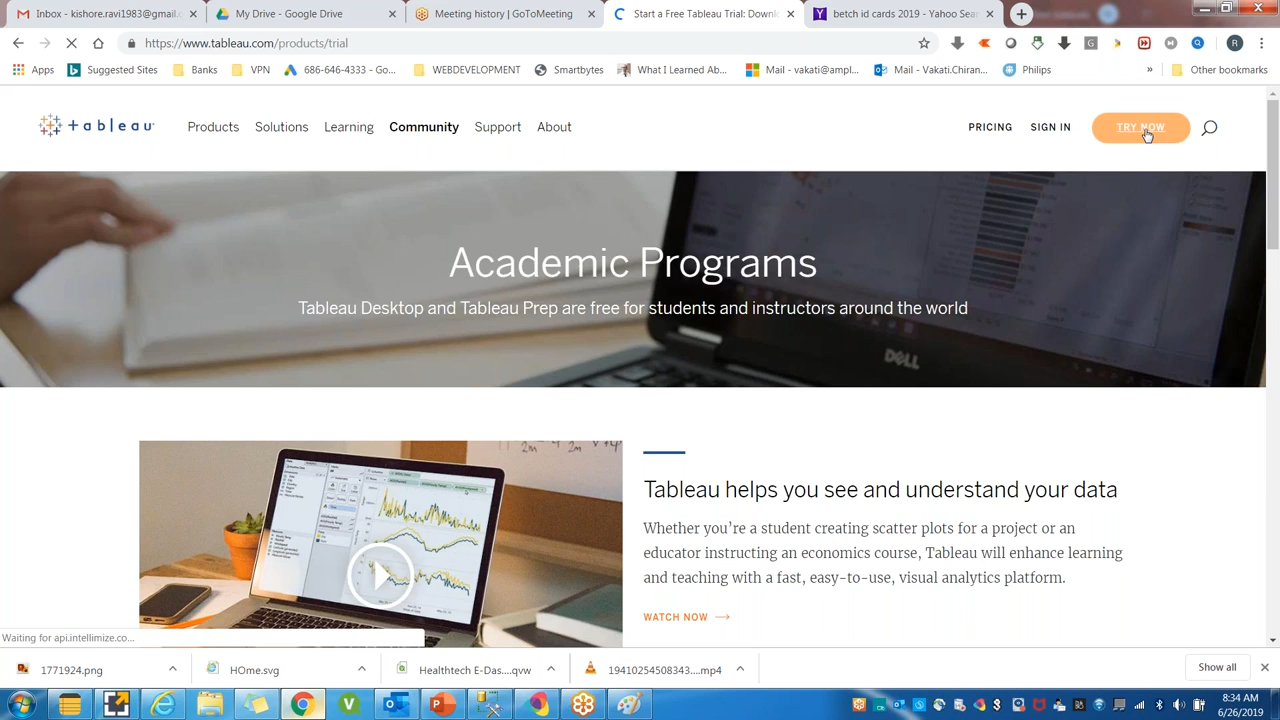 Inbox - kishore.ravi1983@gmail.c
My Drive - Google Drive
Meeting history - GoToMeeting
Start a Free Tableau Trial: Downl
betch id cards 2019 - Yahoo Sea
https://www.tableau.com/products/trial
R
Apps
Suggested Sites
Banks
VPN
686-646-4333 - Go...
WEBDEVELOPMENT
Smartbytes
What I Learned Ab...
Mail - vakati@ampl...
Mail - Vakati.Chiran...
Philips
»
Other bookmarks
tableau
Products
Solutions
Learning
Community
Support
About
PRICING
SIGN IN
TRY NOW
Academic Programs
Tableau Desktop and Tableau Prep are free for students and instructors around the world
DELL
Tableau helps you see and understand your data
Whether you’re a student creating scatter plots for a project or an
educator instructing an economics course, Tableau will enhance learning
and teaching with a fast, easy-to-use, visual analytics platform.
WATCH NOW
Waiting for api.intellimize.co...
1771924.png
HOme.svg
Healthtech E-Das....qvw
19410254508343....mp4
Show all
8:34 AM
6/26/2019